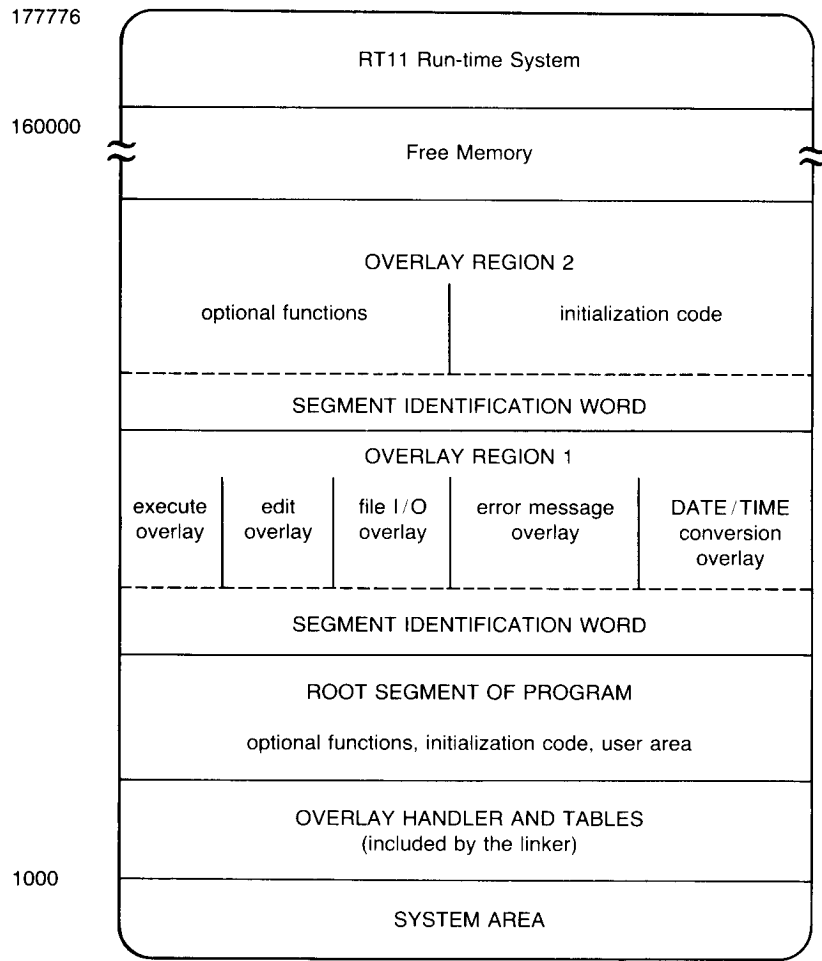 177776
RT11 Run-time System
160000
Free Memory
OVERLAY REGION 2
optional functions
initialization code
SEGMENT IDENTIFICATION WORD
OVERLAY REGION 1
execute
overlay
edit
overlay
file I/O
overlay
error message
overlay
DATE/TIME
conversion
overlay
SEGMENT IDENTIFICATION WORD
ROOT SEGMENT OF PROGRAM
optional functions, initialization code, user area
OVERLAY HANDLER AND TABLES
(included by the linker)
1000
SYSTEM AREA